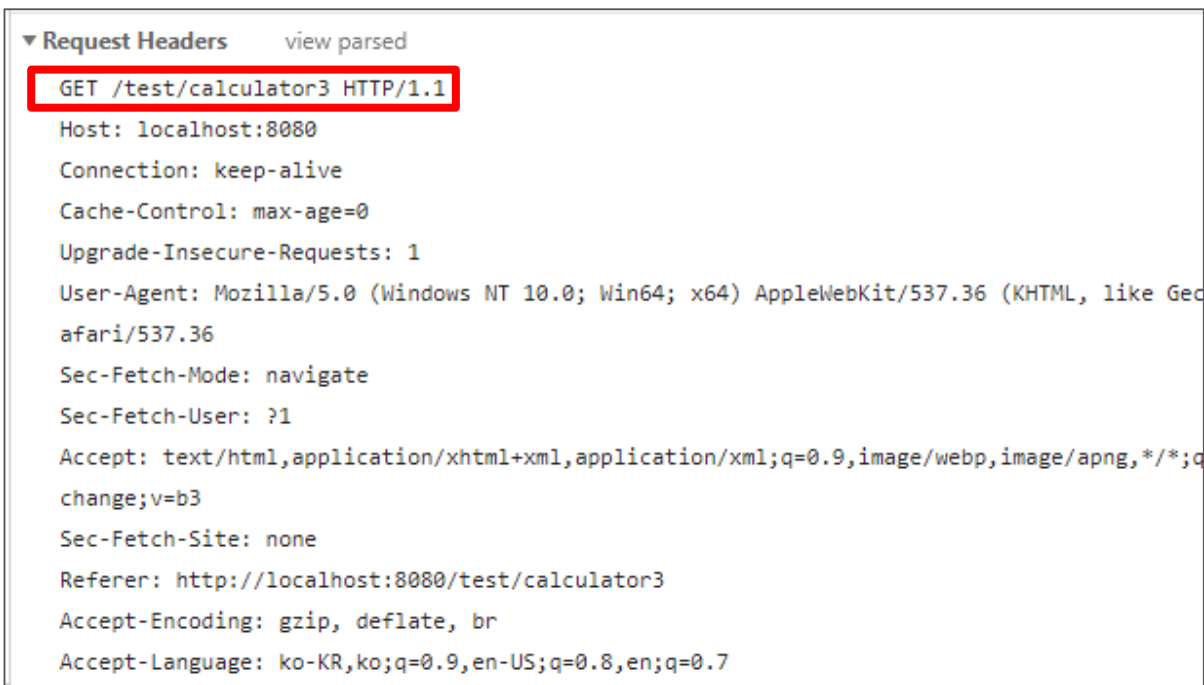 ▼ Request Headers view parsed
GET /test/calculator3 HTTP/1.1
Host: localhost:8080
Connection: keep-alive
Cache-Control: max-age=0
Upgrade-Insecure-Requests: 1
User-Agent: Mozilla/5.0 (Windows NT 10.0; Win64; x64) AppleWebKit/537.36 (KHTML, like Gec
afari/537.36
Sec-Fetch-Mode: navigate
Sec-Fetch-User: ?1
Accept: text/html,application/xhtml+xml,application/xml;q=0.9,image/webp,image/apng,*/*;q
change;v=b3
Sec-Fetch-Site: none
Referer: http://localhost:8080/test/calculator3
Accept-Encoding: gzip, deflate, br
Accept-Language: ko-KR,ko;q=0.9,en-US;q=0.8,en;q=0.7